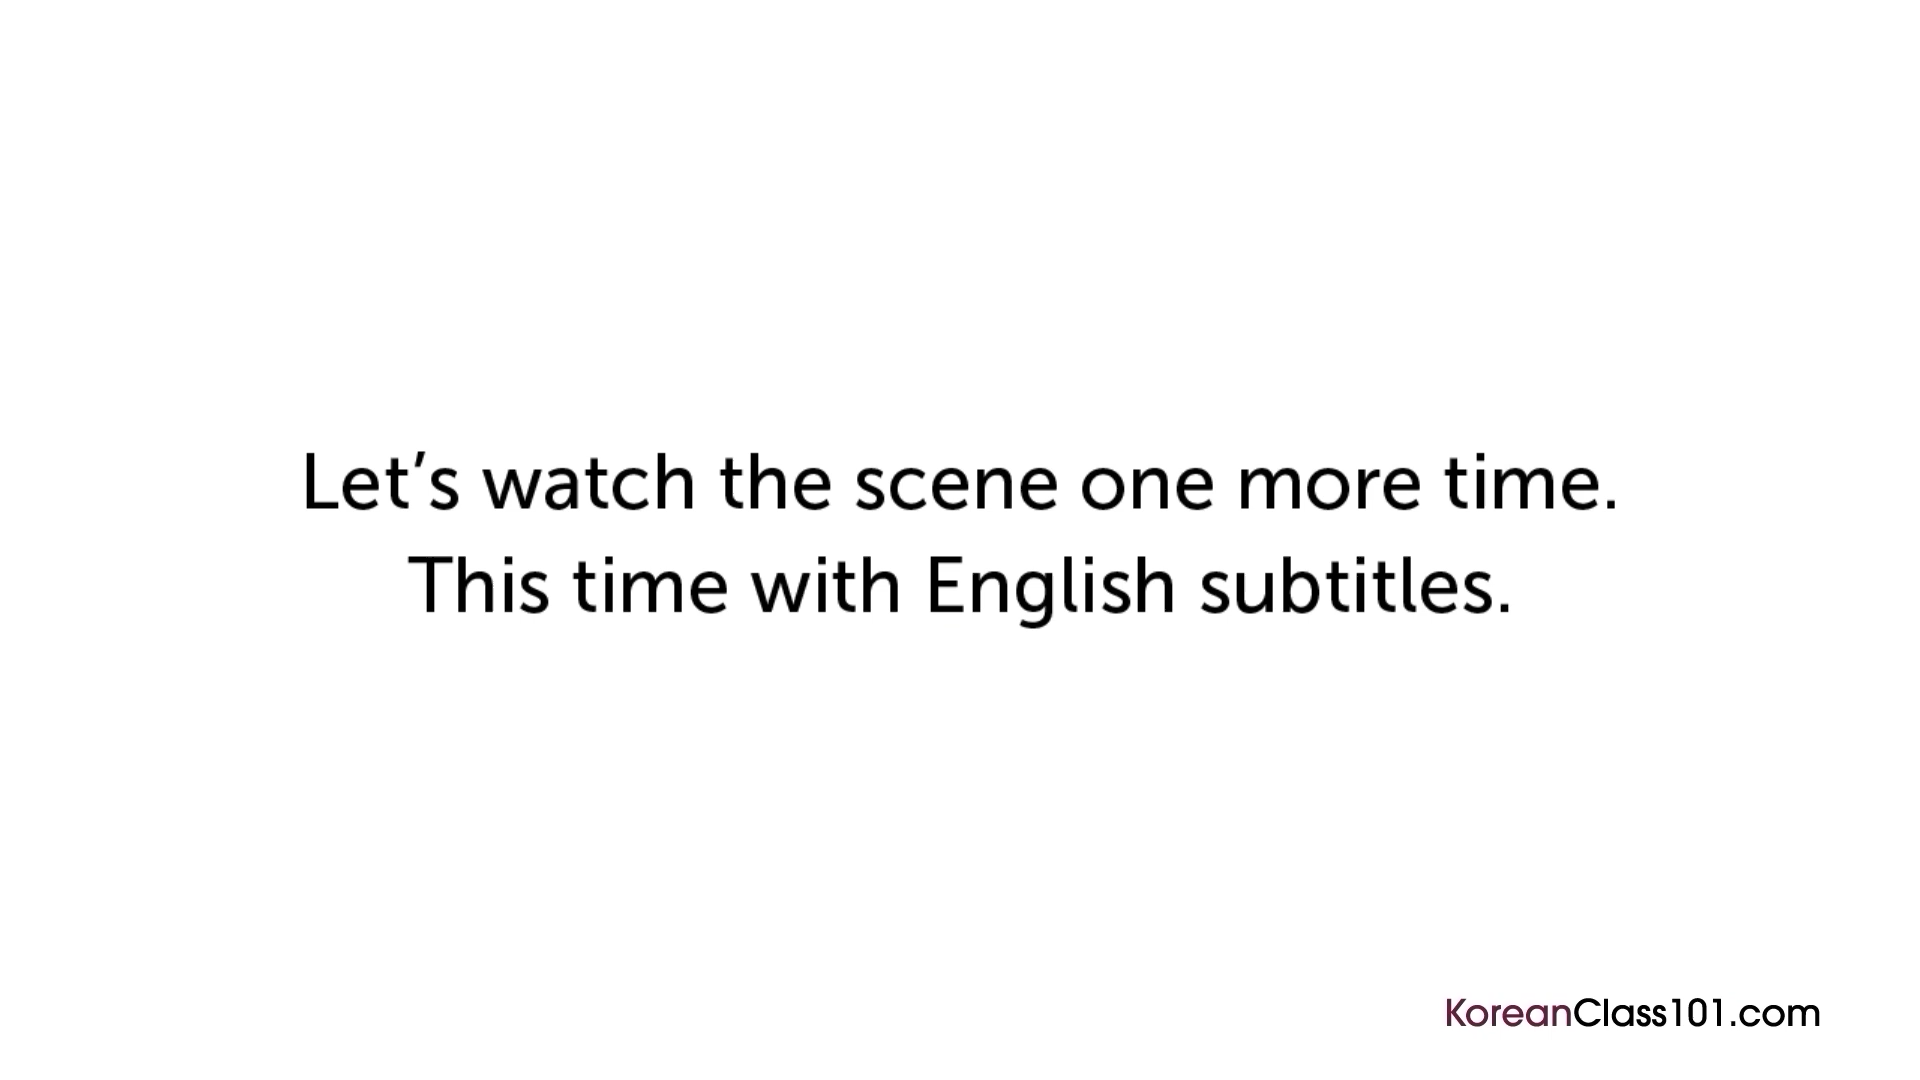 Let’s watch the scene one more time.
This time with English subtitles.
KoreanClass101.com